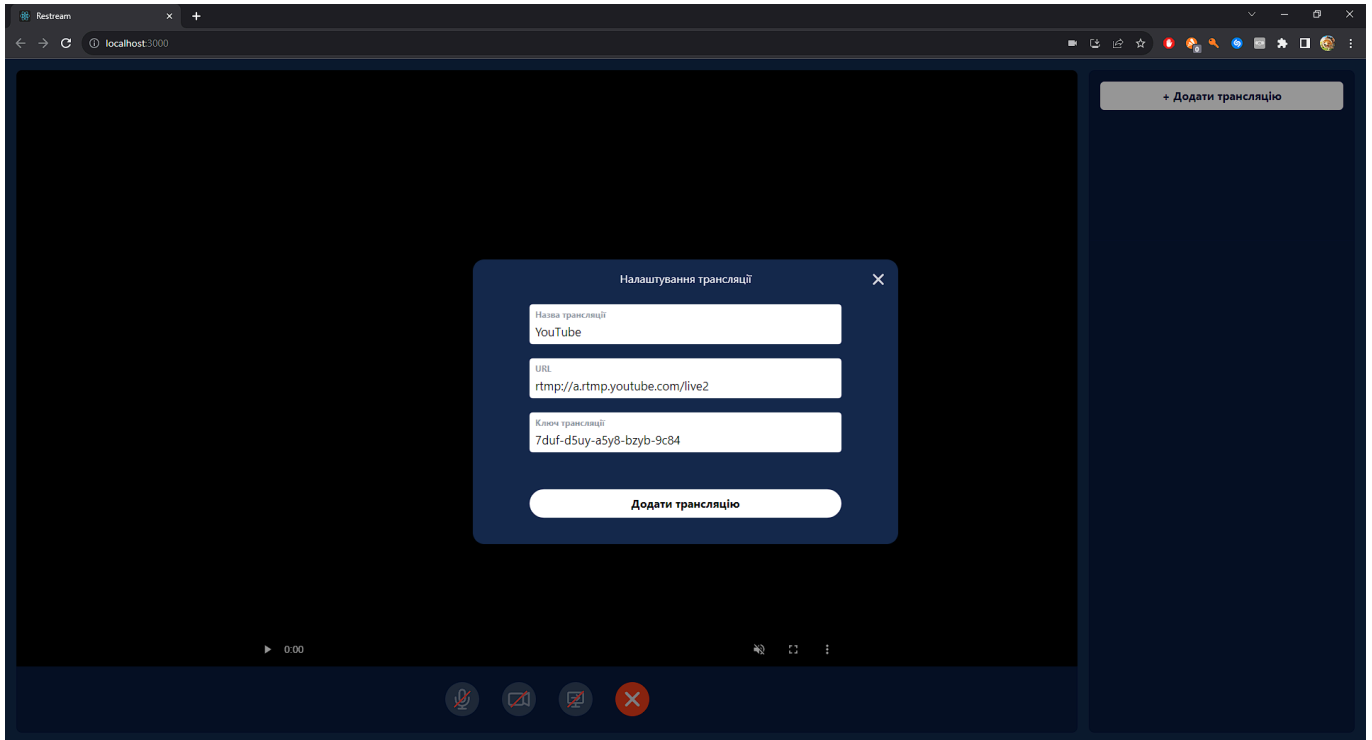 Restream
localhost:3000
+ Додати трансляцію
Налаштування трансляції
Назва трансляції
YouTube
URL
rtmp://a.rtmp.youtube.com/live2
Ключ трансляції
7duf-d5uy-a5y8-bzyb-9c84
Додати трансляцію
0:00